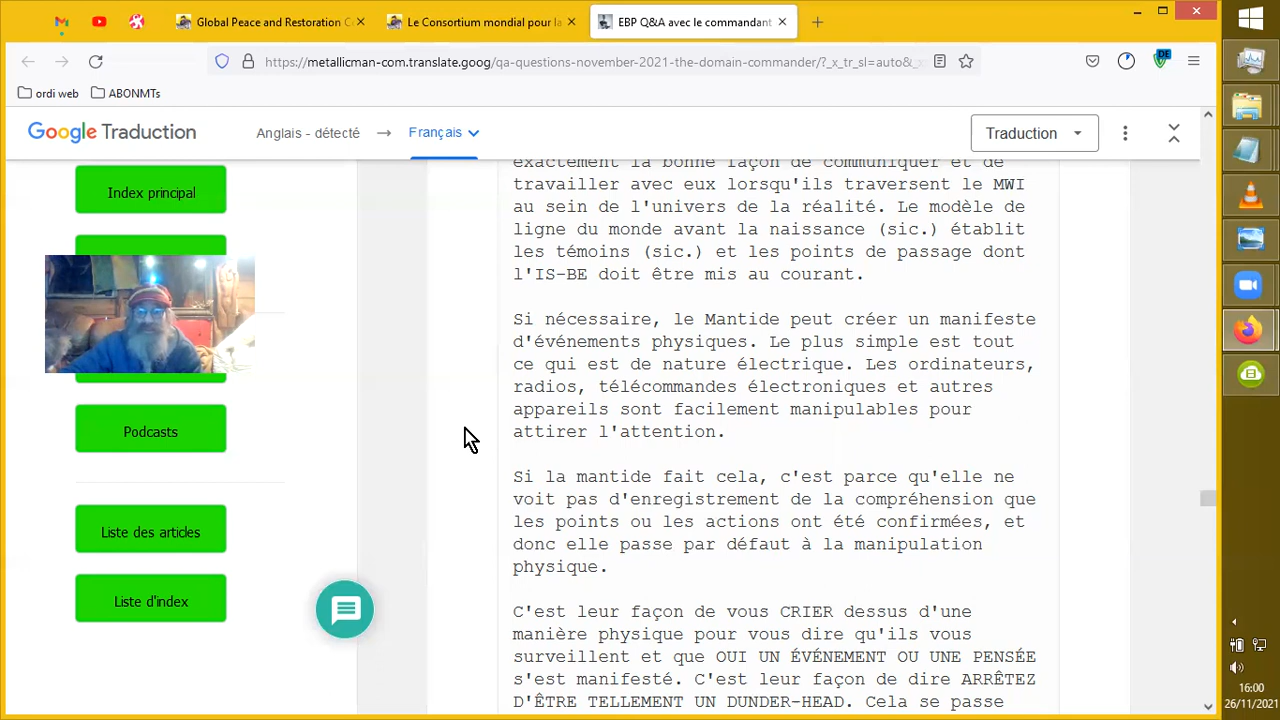 Global Peace and Restoration C
Le Consortium mondial pour la
EBP Q&A avec le commandant
https://metallicman-com.translate.goog/qa-questions-november-2021-the-domain-commander/?_x_tr_sl=auto&_x
DE
ordi web
ABONMTs
Google Traduction
Anglais - détecté
Français
Traduction
Index principal
Podcasts
Liste des articles
Liste d'index
exactement la bonne façon de communiquer et de
travailler avec eux lorsqu'ils traversent le MWI
au sein de l'univers de la réalité. Le modèle de
ligne du monde avant la naissance (sic.) établit
les témoins (sic.) et les points de passage dont
l'IS-BE doit être mis au courant.
Si nécessaire, le Mantide peut créer un manifeste
d'événements physiques. Le plus simple est tout
ce qui est de nature électrique. Les ordinateurs,
radios, télécommandes électroniques et autres
appareils sont facilement manipulables pour
attirer l'attention.
Si la mantide fait cela, c'est parce qu'elle ne
voit pas d'enregistrement de la compréhension que
les points ou les actions ont été confirmées, et
donc elle passe par défaut à la manipulation
physique.
C'est leur façon de vous CRIER dessus d'une
manière physique pour vous dire qu'ils vous
surveillent et que OUI UN ÉVÉNEMENT OU UNE PENSÉE
s'est manifesté. C'est leur façon de dire ARRÊTEZ
D'ÊTRE TELLEMENT UN DUNDER-HEAD. Cela se passe
16:00
26/11/2021